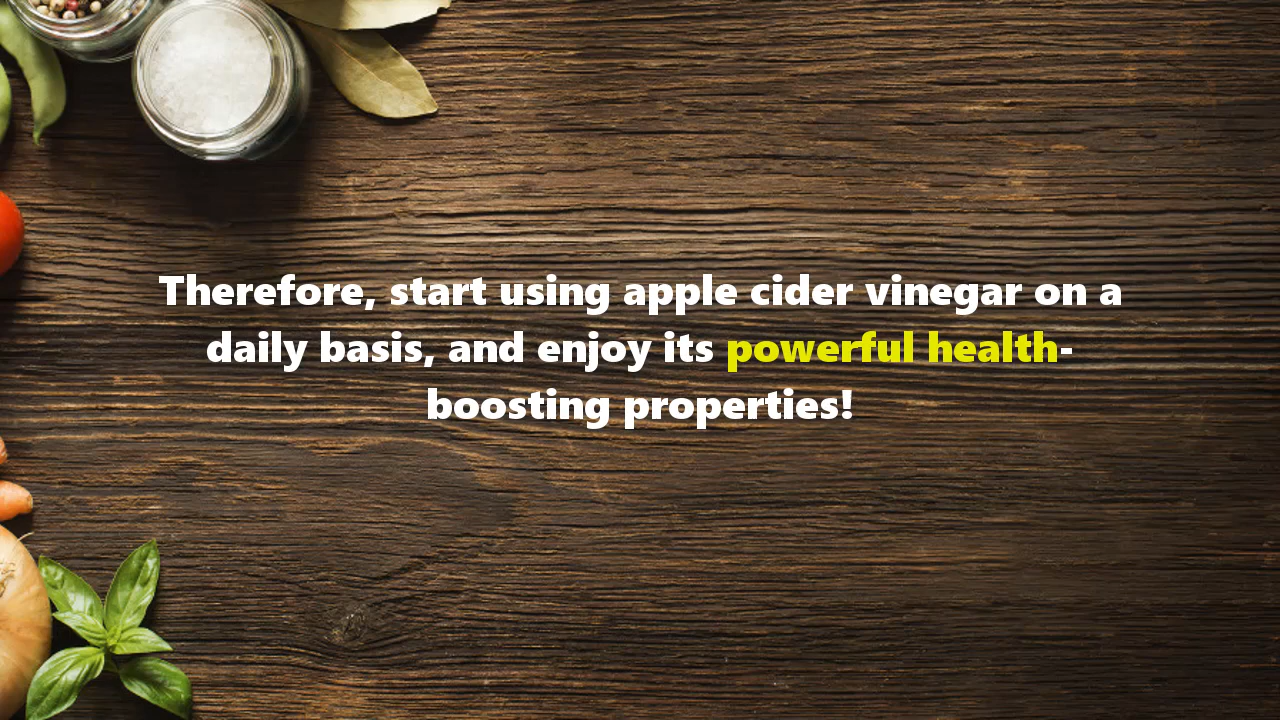 Therefore, start using apple cider vinegar on a
daily basis, and enjoy its powerful health-
boosting properties!